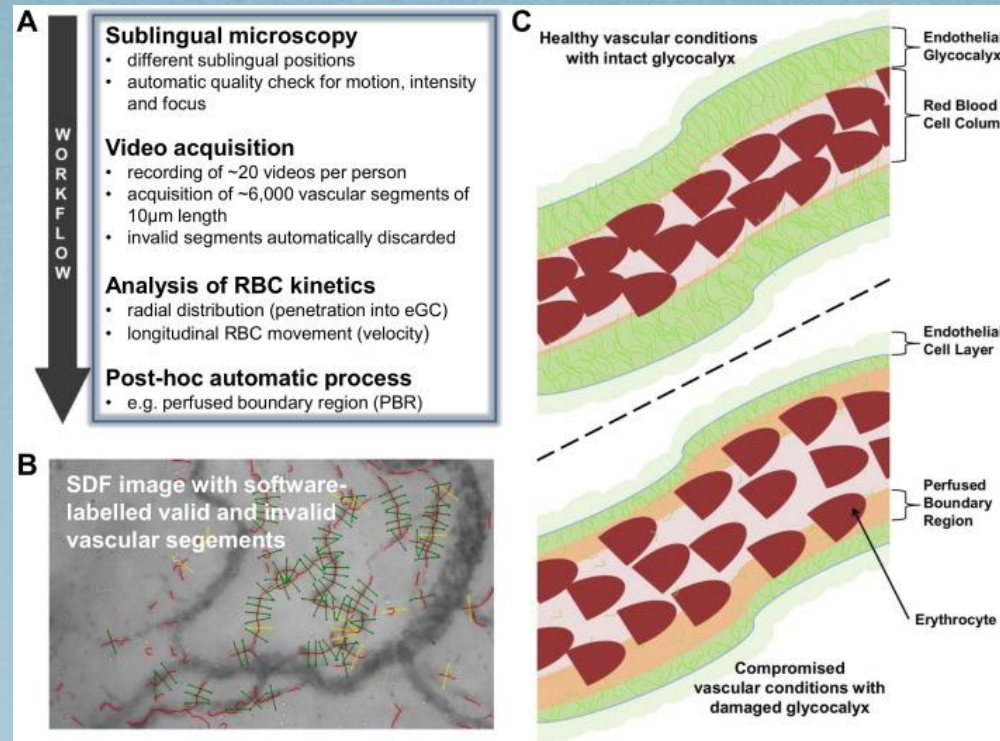 A
WORKFLOW
Sublingual microscopy
• different sublingual positions
• automatic quality check for motion, intensity
and focus
Video acquisition
• recording of ~20 videos per person
• acquisition of ~6,000 vascular segments of
10µm length
• invalid segments automatically discarded
Analysis of RBC kinetics
• radial distribution (penetration into eGC)
• longitudinal RBC movement (velocity)
Post-hoc automatic process
• e.g. perfused boundary region (PBR)
B
SDF image with software-
labelled valid and invalid
vascular segements
C
Healthy vascular conditions
with intact glycocalyx
Endothelial
Glycocalyx
Red Blood
Cell Colum
Endothelial
Cell Layer
Perfused
Boundary
Region
Erythrocyte
Compromised
vascular conditions with
damaged glycocalyx